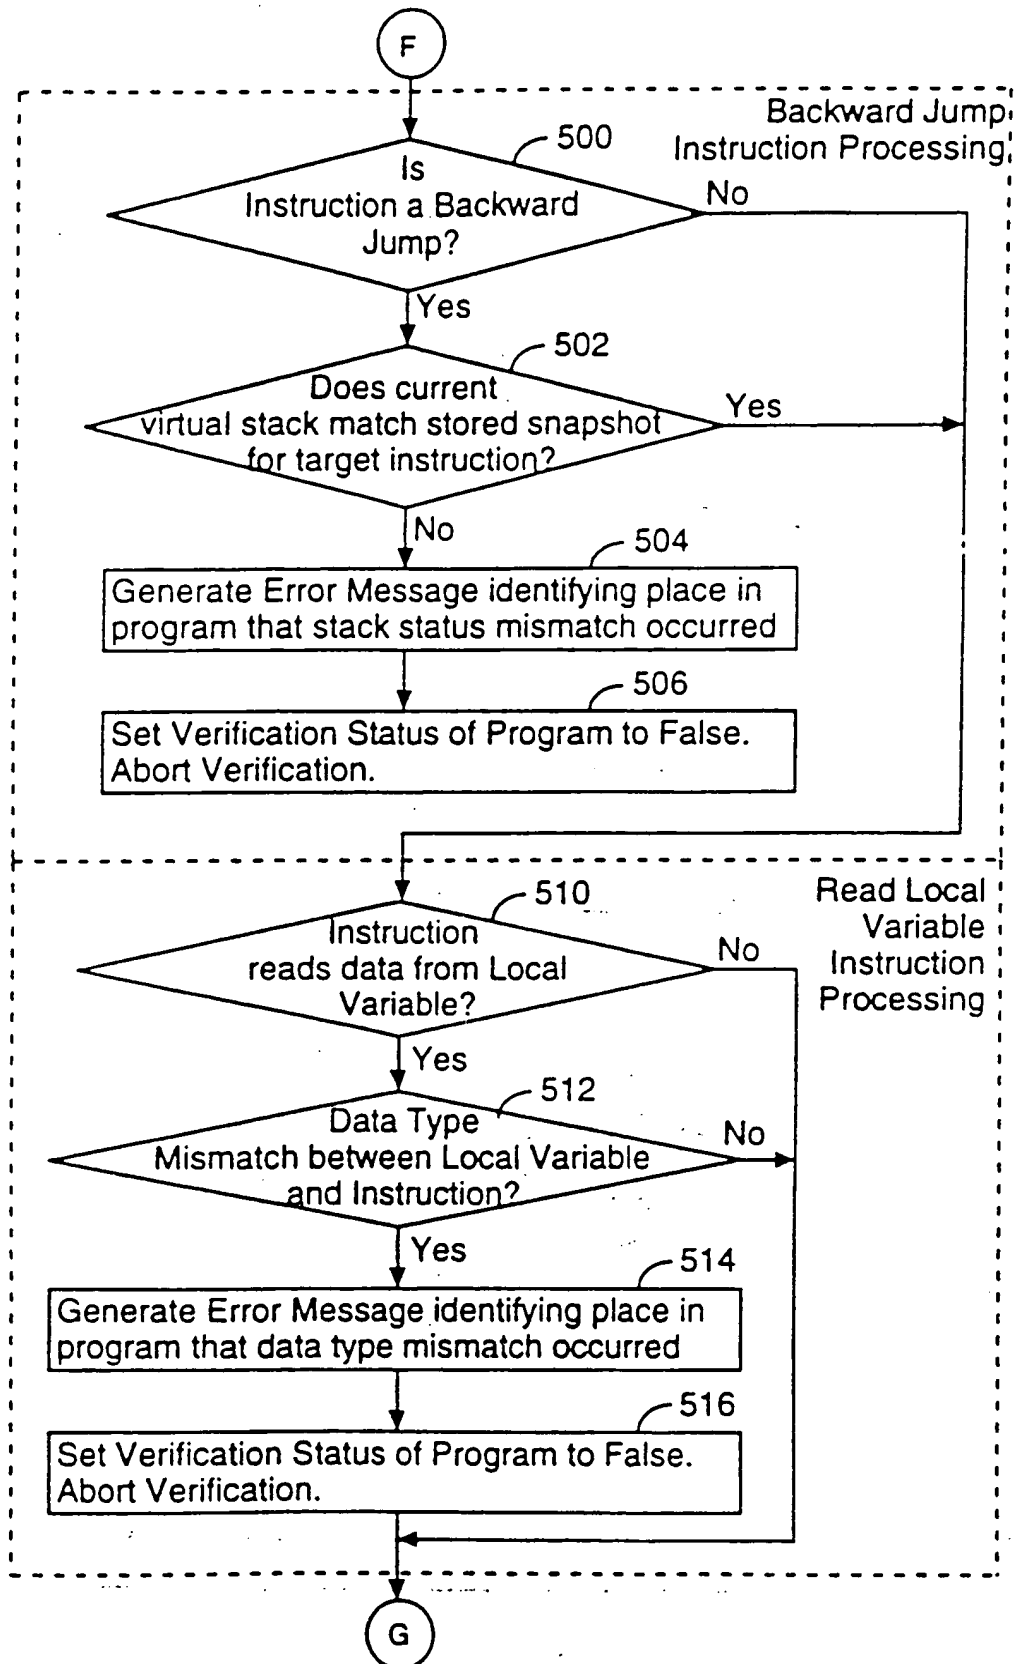 F
Backward Jump
Instruction Processing
500
Is
Instruction a Backward
Jump?
No
Yes
502
Does current
virtual stack match stored snapshot
for target instruction?
Yes
No
504
Generate Error Message identifying place in
program that stack status mismatch occurred
506
Set Verification Status of Program to False.
Abort Verification.
Read Local
Variable
Instruction
Processing
510
Instruction
reads data from Local
Variable?
No
Yes
512
Data Type
Mismatch between Local Variable
and Instruction?
No
Yes
514
Generate Error Message identifying place in
program that data type mismatch occurred
516
Set Verification Status of Program to False.
Abort Verification.
G